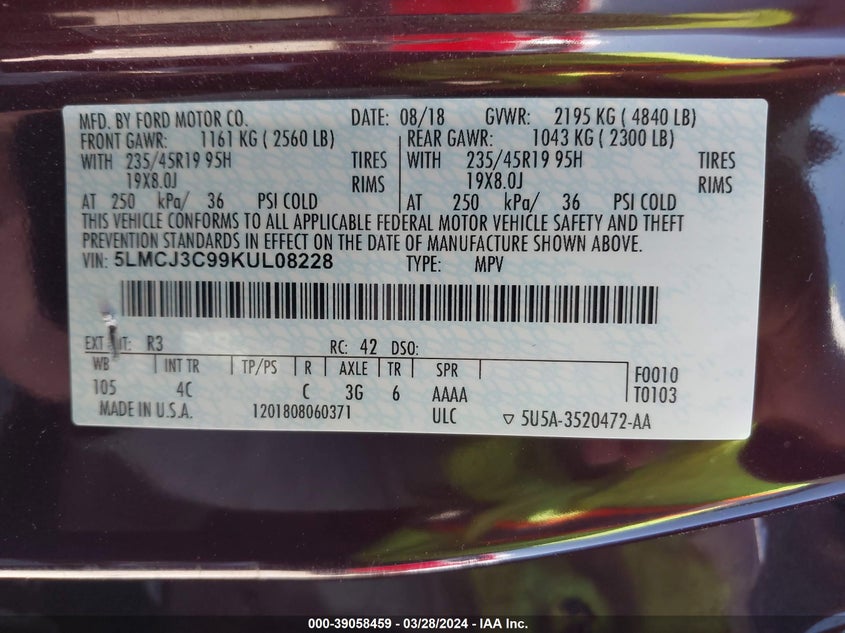 MFD. BY FORD MOTOR CO. DATE: 08/18 GVWR: 2195 KG ( 4840 LB)
FRONT GAWR: 1161 KG ( 2560 LB) REAR GAWR: 1043 KG ( 2300 LB)
WITH 235/45R19 95H TIRES WITH 235/45R19 95H TIRES
19X8.0J RIMS 19X8.0J RIMS
AT 250 kPa/ 36 PSI COLD AT 250 kPa/ 36 PSI COLD
THIS VEHICLE CONFORMS TO ALL APPLICABLE FEDERAL MOTOR VEHICLE SAFETY AND THEFT
PREVENTION STANDARDS IN EFFECT ON THE DATE OF MANUFACTURE SHOWN ABOVE.
VIN: 5LMCJ3C99KUL08228 TYPE: MPV
EXT R3 RC: 42 DSO:
WB INT TR TP/PS R AXLE TR SPR F0010
105 4C C 3G 6 AAAA T0103
MADE IN U.S.A. 1201808060371 ULC ▽ 5U5A-3520472-AA
000-39058459 - 03/28/2024 - IAA Inc.